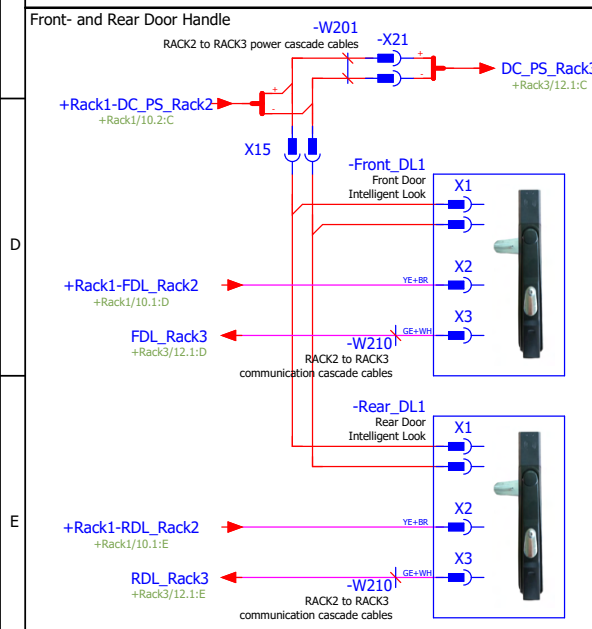 Front- and Rear Door Handle
-W201
RACK2 to RACK3 power cascade cables
-X21
+
-
DC_PS_Rack3
+Rack3/12.1:C
+Rack1-DC_PS_Rack2
+Rack1/10.2:C
+
-
X15
-Front_DL1
Front Door
Intelligent Look
X1
D
X2
+Rack1-FDL_Rack2
YE+BR
+Rack1/10.1:D
X3
FDL_Rack3
GE+WH
+Rack3/12.1:D
-W210
RACK2 to RACK3
communication cascade cables
-Rear_DL1
Rear Door
Intelligent Look
X1
E
X2
+Rack1-RDL_Rack2
YE+BR
+Rack1/10.1:E
X3
RDL_Rack3
GE+WH
+Rack3/12.1:E
-W210
RACK2 to RACK3
communication cascade cables